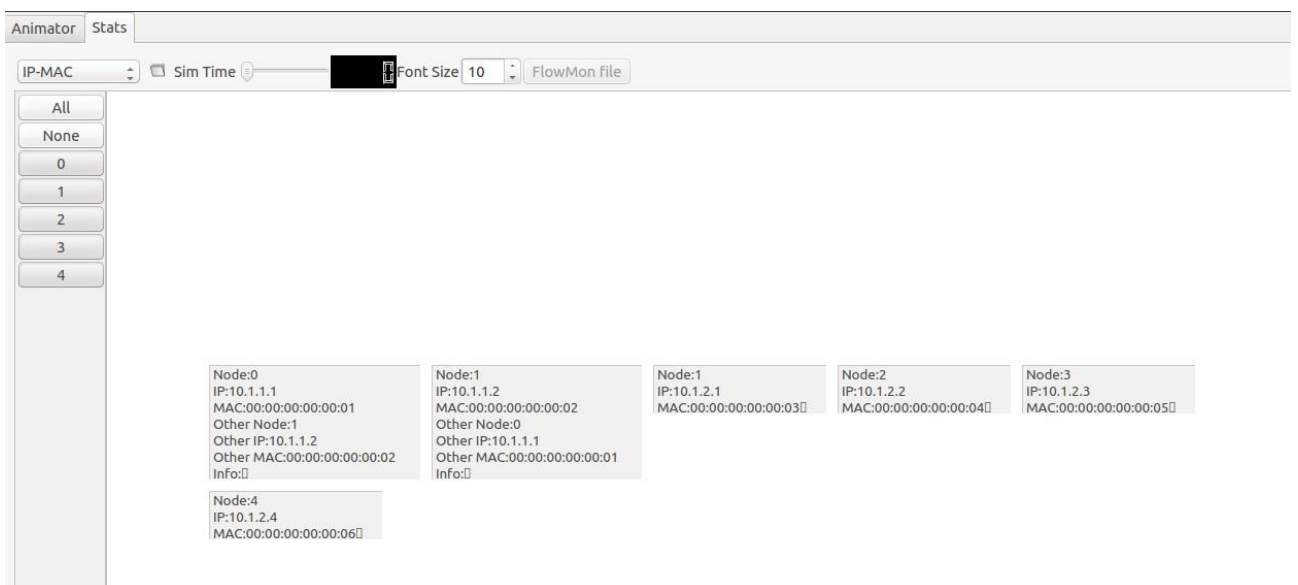 Animator Stats
IP-MAC Sim Time 0 Font Size 10 FlowMon file
All
None
0
1
2
3
4
Node:0
IP:10.1.1.1
MAC:00:00:00:00:00:01
Other Node:1
Other IP:10.1.1.2
Other MAC:00:00:00:00:00:02
Info:
Node:1
IP:10.1.1.2
MAC:00:00:00:00:00:02
Other Node:0
Other IP:10.1.1.1
Other MAC:00:00:00:00:00:01
Info:
Node:1
IP:10.1.2.1
MAC:00:00:00:00:00:03
Node:2
IP:10.1.2.2
MAC:00:00:00:00:00:04
Node:3
IP:10.1.2.3
MAC:00:00:00:00:00:05
Node:4
IP:10.1.2.4
MAC:00:00:00:00:00:06